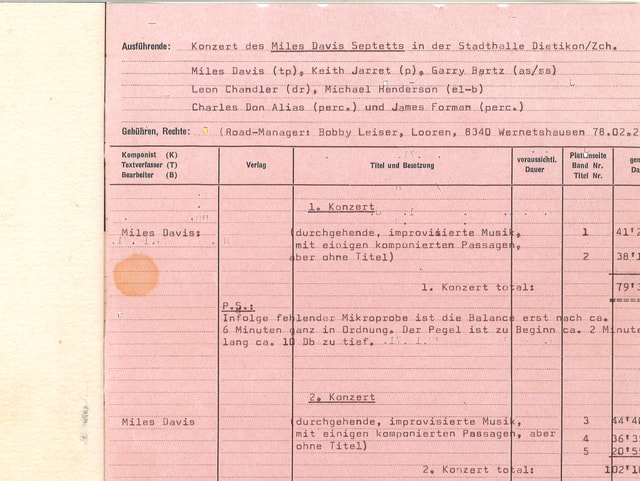 Ausführende: Konzert des Miles Davis Septetts in der Stadthalle Dietikon/Zch.
Miles Davis (tp), Keith Jarret (p), Garry Bartz (as/ss)
Leon Chandler (dr), Michael Henderson (el-b)
Charles Don Alias (perc.) und James Forman (perc.)
Gebühren, Rechte: (Road-Manager: Bobby Leiser, Looren, 8340 Wernetshausen 78.02.2
Komponist (K)
Textverfasser (T)
Bearbeiter (B)
Verlag
Titel und Besetzung
voraussichtl.
Dauer
Plattenseite
Band Nr.
Titel Nr.
1. Konzert
Miles Davis: (durchgehende, improvisierte Musik, 1 41'2
mit einigen komponierten Passagen,
aber ohne Titel) 2 38'1
1. Konzert total: 79'3
P.S.:
Infolge fehlender Mikroprobe ist die Balance erst nach ca.
6 Minuten ganz in Ordnung. Der Pegel ist zu Beginn ca. 2 Minute
lang ca. 10 Db zu tief.
2. Konzert
Miles Davis (durchgehende, improvisierte Musik, 3 44'4
mit einigen komponierten Passagen, aber 4 36'3
ohne Titel) 5 20'5
2. Konzert total: 102'1